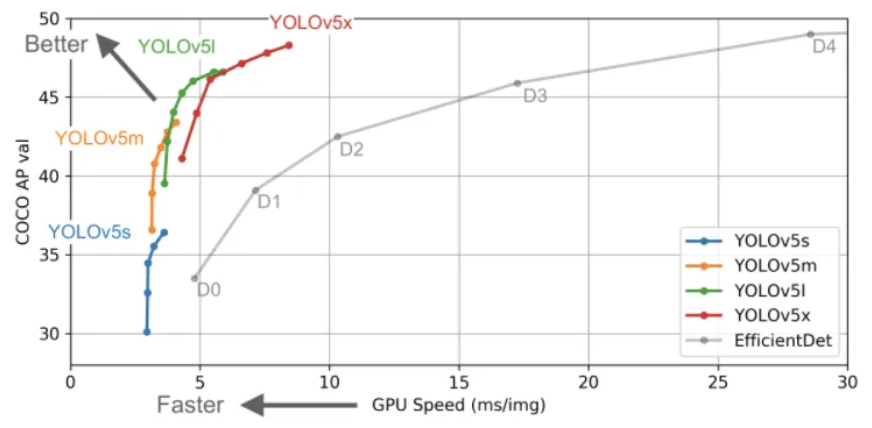 50
YOLOv5x
Better
YOLOv5l
D4
45
D3
YOLOv5m
D2
40
D1
COCO AP val
YOLOv5s
35
D0
30
YOLOv5s
YOLOv5m
YOLOv5l
YOLOv5x
EfficientDet
0 5 10 15 20 25 30
Faster
GPU Speed (ms/img)